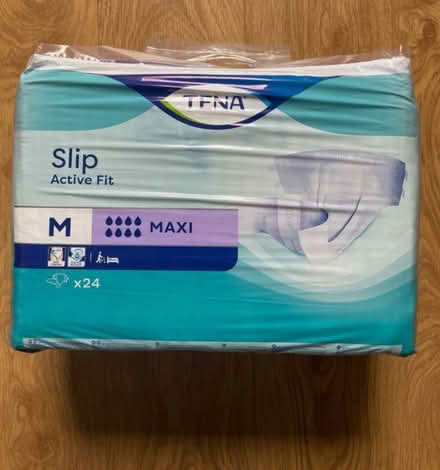 TENA
Slip
Active Fit
M
MAXI
x24